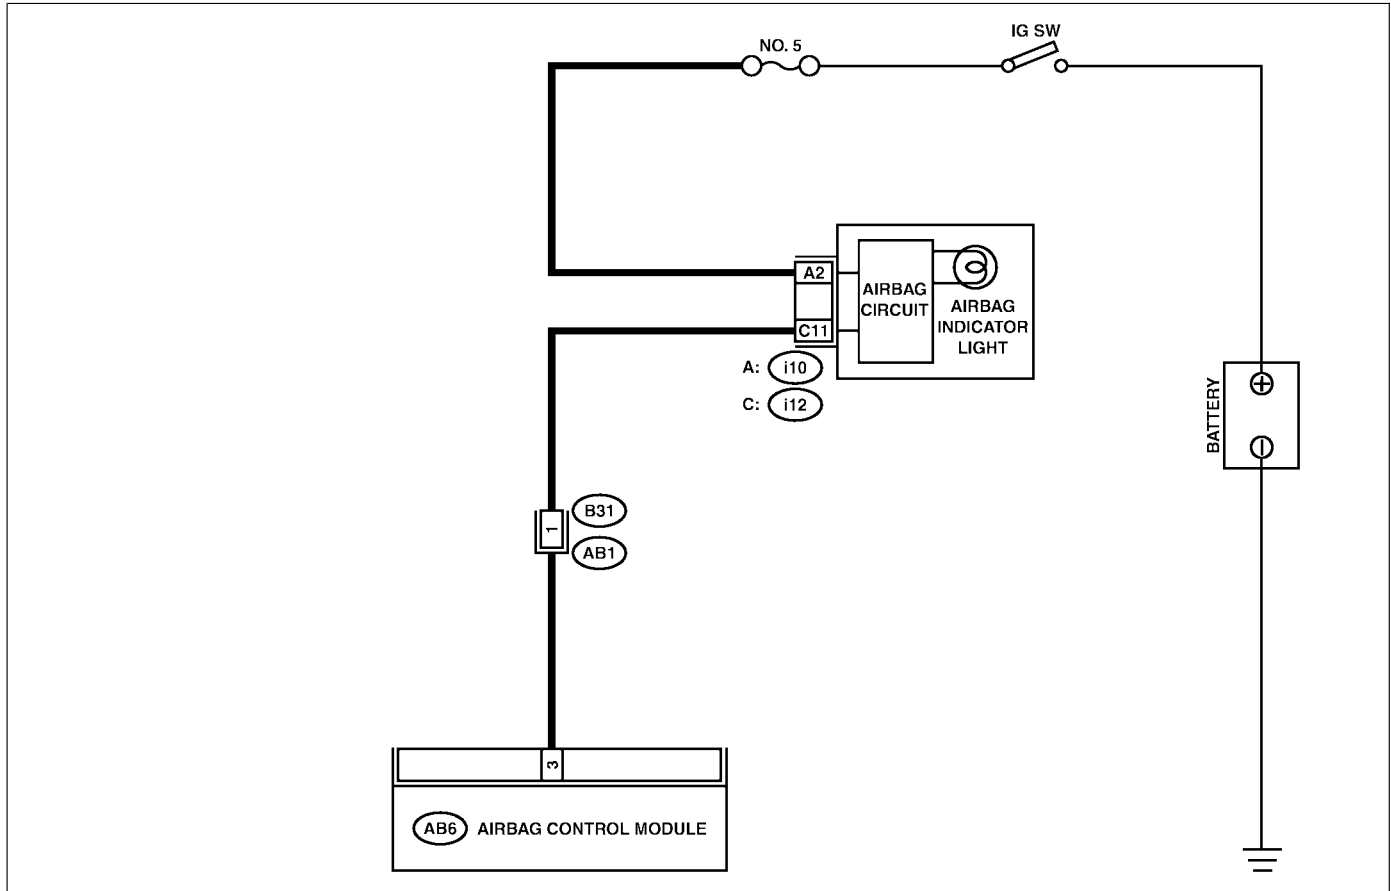 NO. 5
IG SW
A2
AIRBAG
CIRCUIT
AIRBAG
INDICATOR
LIGHT
C11
A: i10
C: i12
BATTERY
B31
1
AB1
3
AB6 AIRBAG CONTROL MODULE